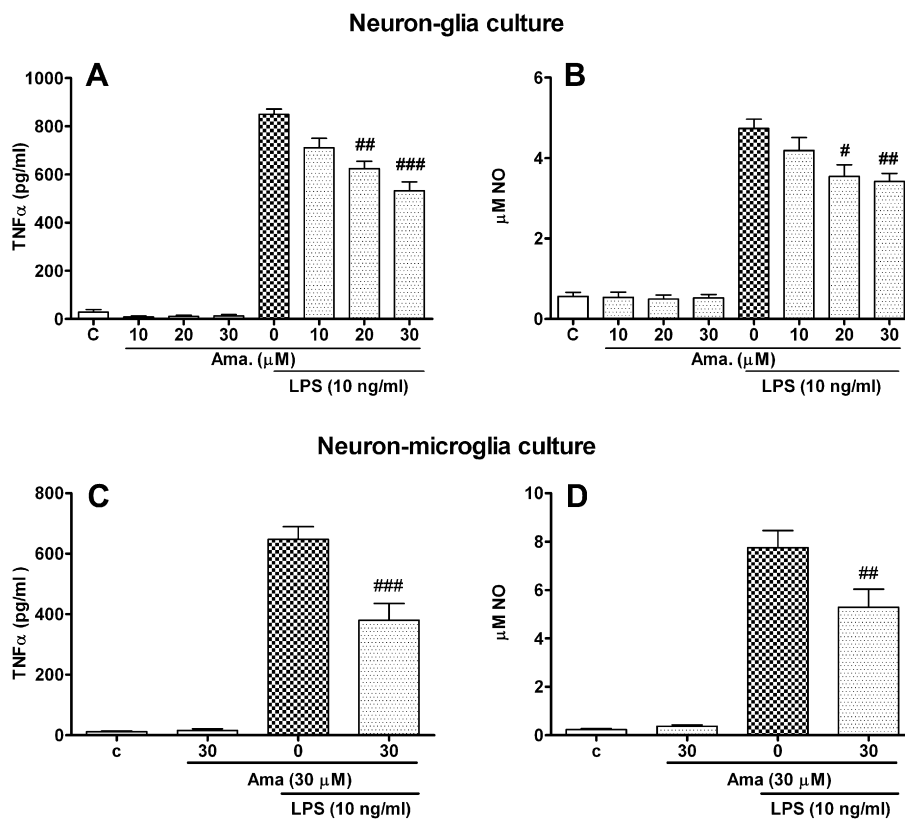 Neuron-glia culture
A
TNFα (pg/ml)
1000
800
600
400
200
0
##
###
C 10 20 30 0 10 20 30
Ama. (μM)
LPS (10 ng/ml)
B
μM NO
6
4
2
0
#
##
C 10 20 30 0 10 20 30
Ama. (μM)
LPS (10 ng/ml)
Neuron-microglia culture
C
TNFα (pg/ml )
800
600
400
200
0
###
c 30 0 30
Ama (30 μM)
LPS (10 ng/ml)
D
μM NO
10
8
6
4
2
0
##
c 30 0 30
Ama (30 μM)
LPS (10 ng/ml)